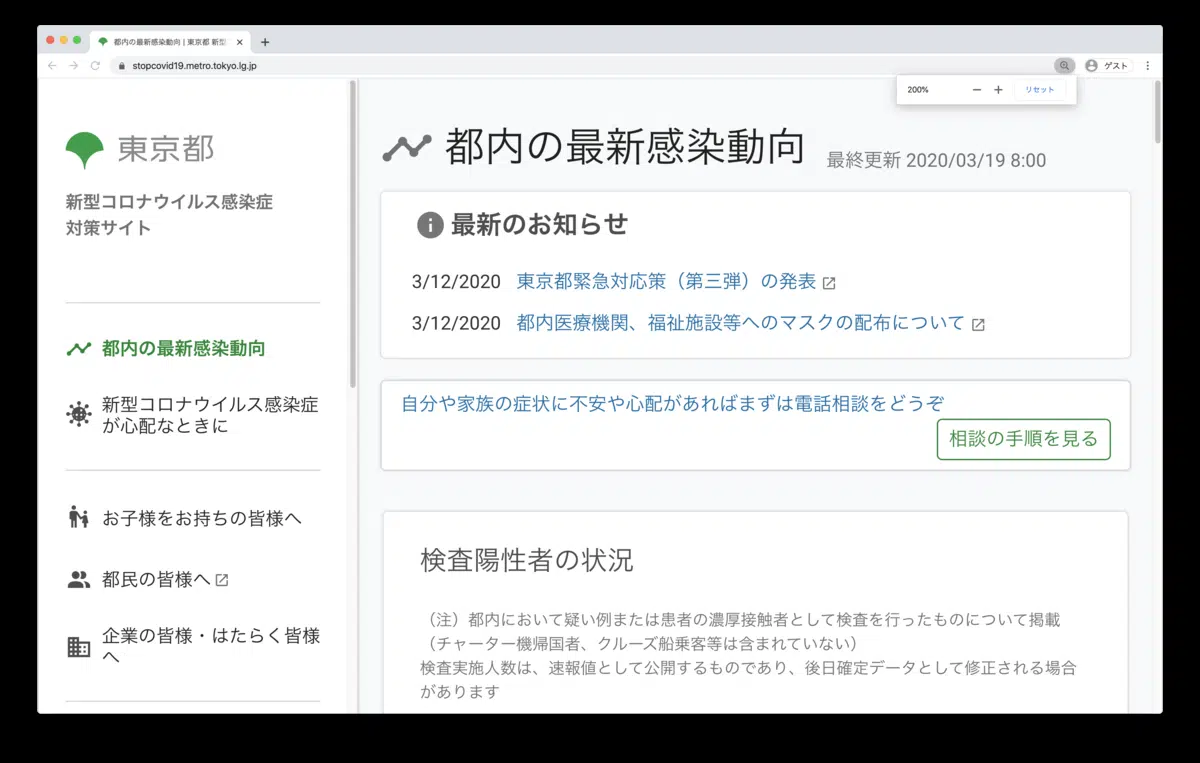 都内の最新感染動向 | 東京都 新型
stopcovid19.metro.tokyo.lg.jp
ゲスト
200%
リセット
東京都
新型コロナウイルス感染症
対策サイト
都内の最新感染動向
新型コロナウイルス感染症
が心配なときに
お子様をお持ちの皆様へ
都民の皆様へ
企業の皆様・はたらく皆様
へ
都内の最新感染動向
最終更新 2020/03/19 8:00
最新のお知らせ
3/12/2020 東京都緊急対応策（第三弾）の発表
3/12/2020 都内医療機関、福祉施設等へのマスクの配布について
自分や家族の症状に不安や心配があればまずは電話相談をどうぞ
相談の手順を見る
検査陽性者の状況
（注）都内において疑い例または患者の濃厚接触者として検査を行ったものについて掲載
（チャーター機帰国者、クルーズ船乗客等は含まれていない）
検査実施人数は、速報値として公開するものであり、後日確定データとして修正される場合
があります